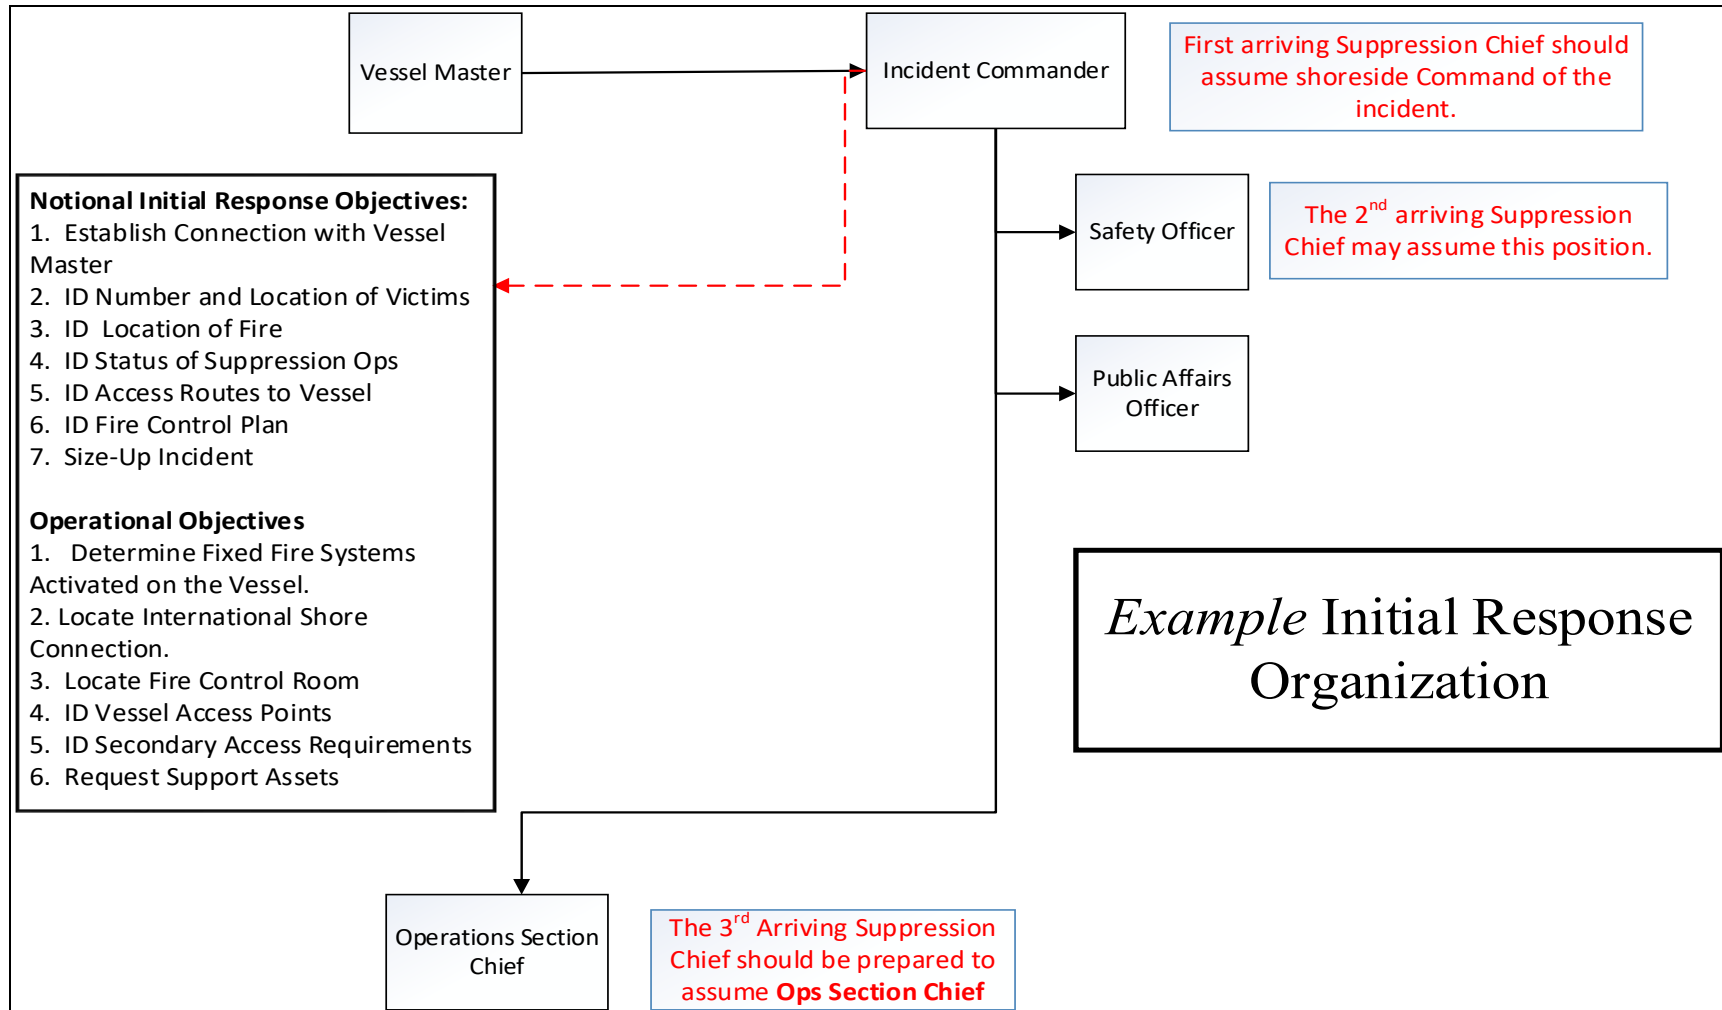 Vessel Master
Incident Commander
First arriving Suppression Chief should
assume shoreside Command of the
incident.
Notional Initial Response Objectives:
1.  Establish Connection with Vessel
Master
2.  ID Number and Location of Victims
3.  ID  Location of Fire
4.  ID Status of Suppression Ops
5.  ID Access Routes to Vessel
6.  ID Fire Control Plan
7.  Size-Up Incident
Operational Objectives
1.   Determine Fixed Fire Systems
Activated on the Vessel.
2. Locate International Shore
Connection.
3.  Locate Fire Control Room
4.  ID Vessel Access Points
5.  ID Secondary Access Requirements
6.  Request Support Assets
Safety Officer
The 2nd arriving Suppression
Chief may assume this position.
Public Affairs
Officer
Example Initial Response
Organization
Operations Section
Chief
The 3rd Arriving Suppression
Chief should be prepared to
assume Ops Section Chief